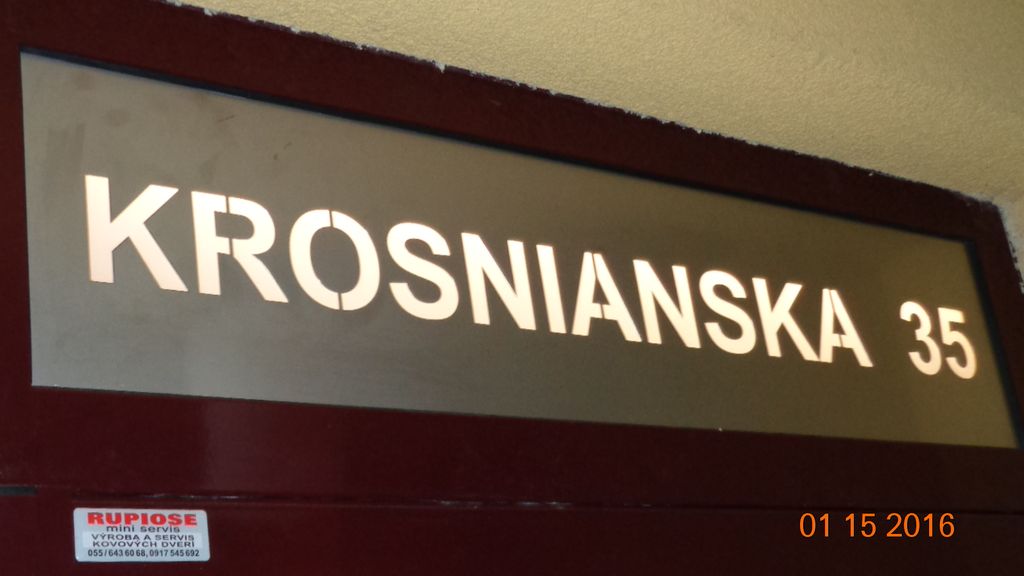 KROSNIANSKA 35
RUPIOSE
mini servis
VÝROBA A SERVIS
KOVOVÝCH DVERÍ
055/643 60 68, 0917 545 692
01 15 2016